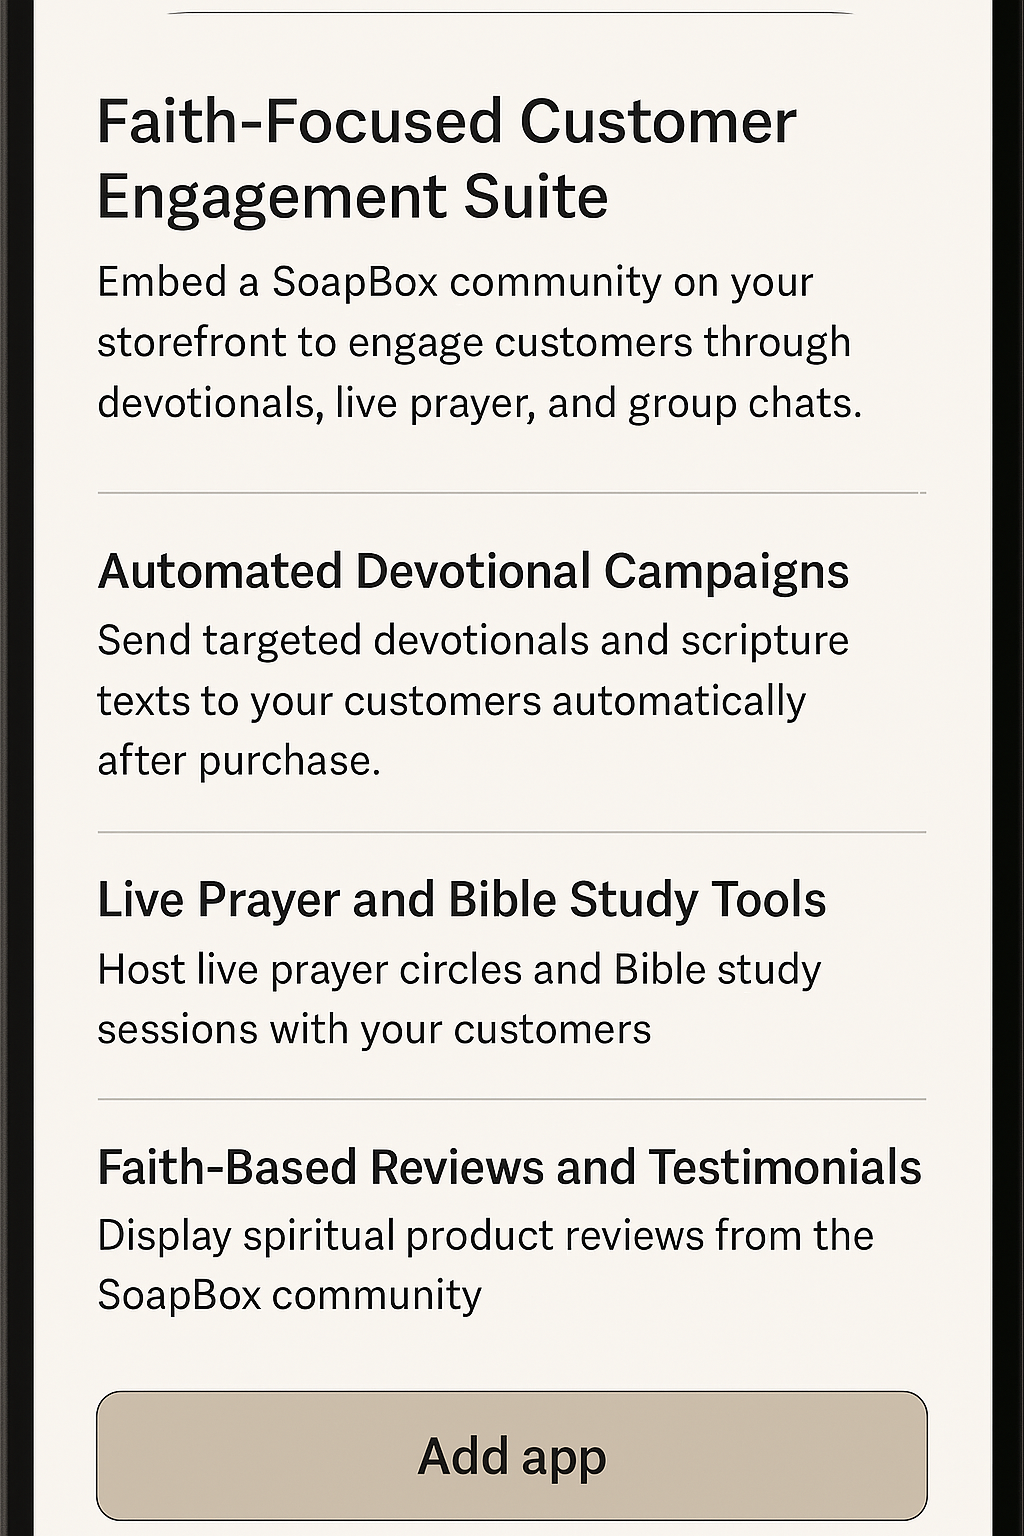 Faith-Focused Customer
Engagement Suite
Embed a SoapBox community on your
storefront to engage customers through
devotionals, live prayer, and group chats.
Automated Devotional Campaigns
Send targeted devotionals and scripture
texts to your customers automatically
after purchase.
Live Prayer and Bible Study Tools
Host live prayer circles and Bible study
sessions with your customers
Faith-Based Reviews and Testimonials
Display spiritual product reviews from the
SoapBox community
Add app